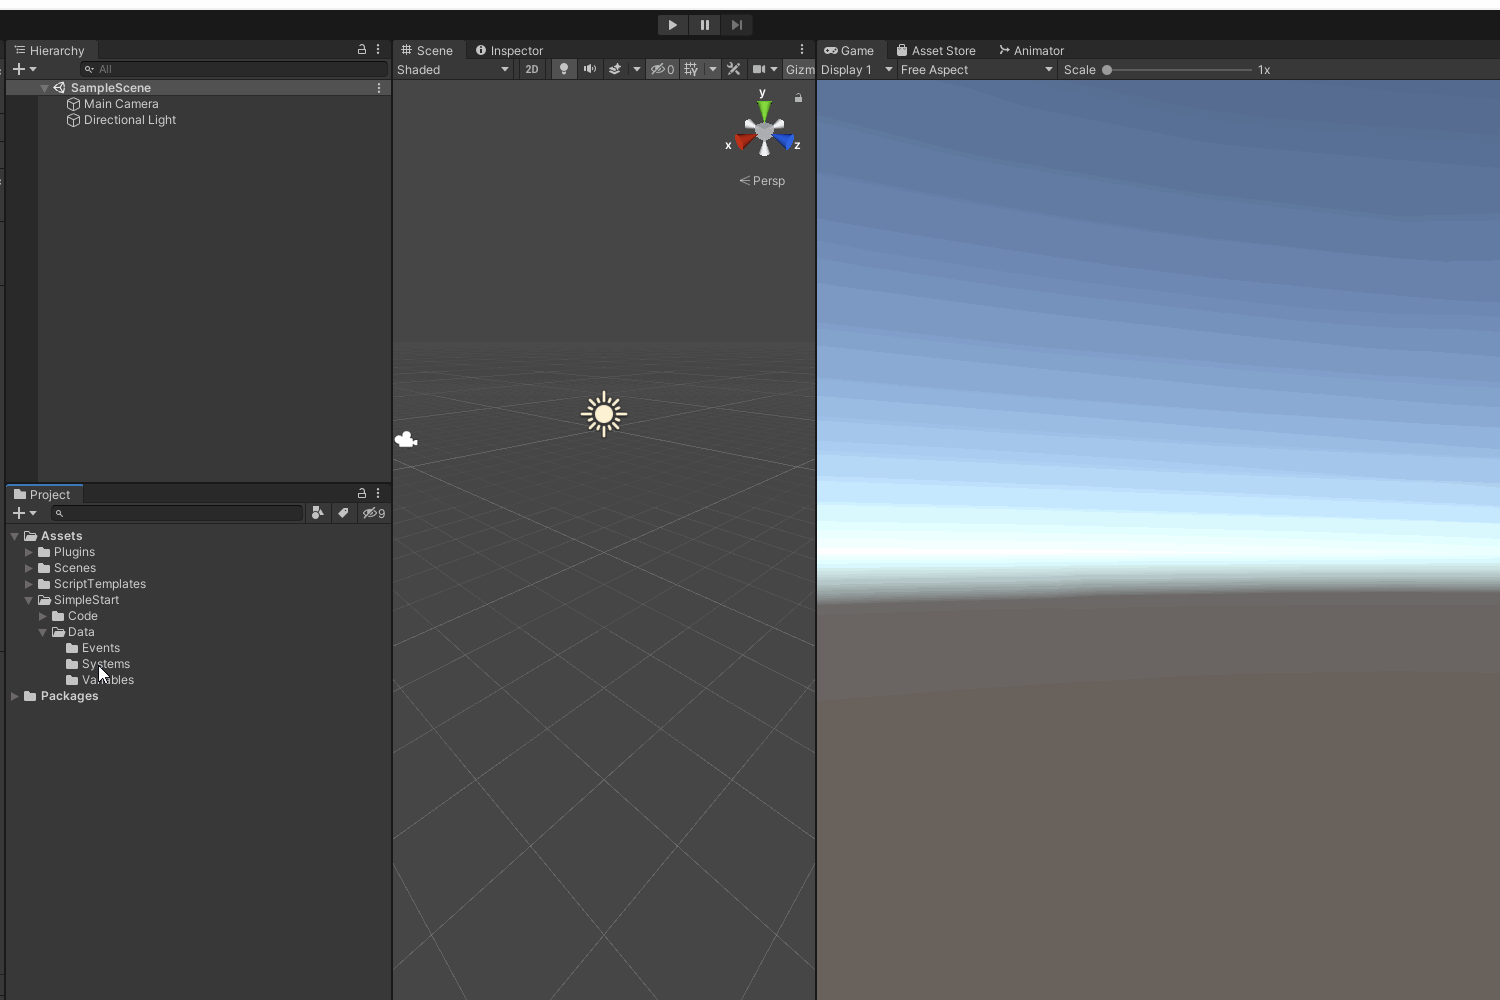 Hierarchy
All
SampleScene
Main Camera
Directional Light
Scene
Inspector
Shaded
2D
0
Gizm
y
x
z
Persp
Game
Asset Store
Animator
Display 1
Free Aspect
Scale
1x
Project
9
Assets
Plugins
Scenes
ScriptTemplates
SimpleStart
Code
Data
Events
Systems
Variables
Packages